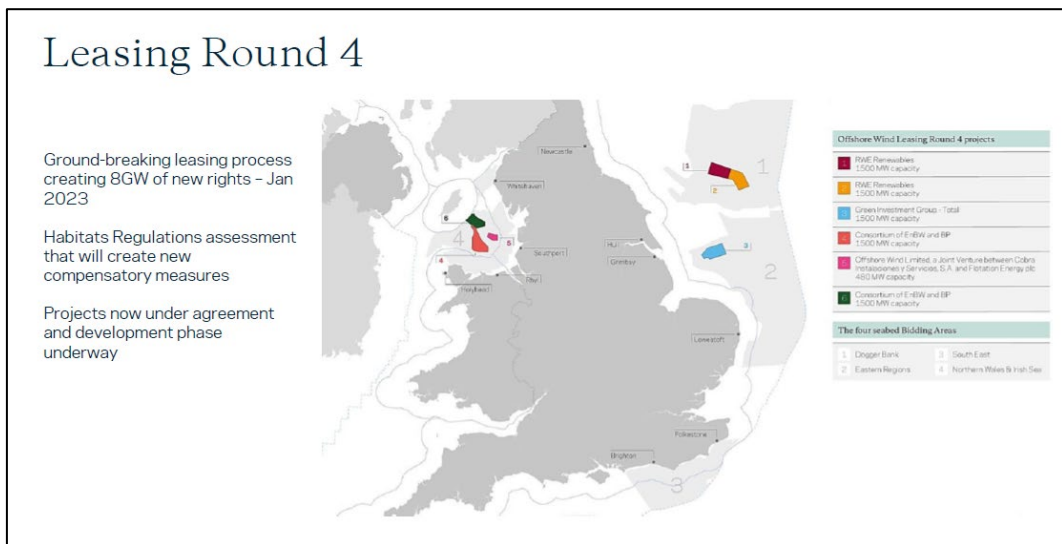 Leasing Round 4
Ground-breaking leasing process
creating 8GW of new rights – Jan
2023
Habitats Regulations assessment
that will create new
compensatory measures
Projects now under agreement
and development phase
underway
Newcastle
1
1
2
Whitehaven
6
4
5
4
Southport
Rhyl
Holyhead
Hull
Grimsby
3
2
Lowestoft
Folkestone
Brighton
3
Offshore Wind Leasing Round 4 projects
1 RWE Renewables
1500 MW capacity
RWE Renewables
1500 MW capacity
3 Green Investment Group - Total
1500 MW capacity
Consortium of EnBW and BP
1500 MW capacity
5 Offshore Wind Limited, a Joint Venture between Cobra
Instalaciones y Servicios, S.A. and Flotation Energy plc
480 MW capacity
6 Consortium of EnBW and BP
1500 MW capacity
The four seabed Bidding Areas
1 Dogger Bank
3 South East
2 Eastern Regions
4 Northern Wales & Irish Sea